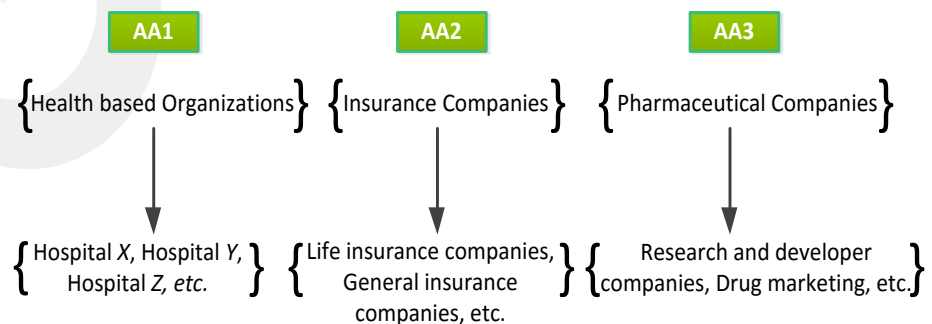 AA1
AA2
AA3
{Health based Organizations}
{Insurance Companies}
{Pharmaceutical Companies}
{Hospital X, Hospital Y,
Hospital Z, etc.}
{Life insurance companies,
General insurance
companies, etc.}
{Research and developer
companies, Drug marketing, etc.}